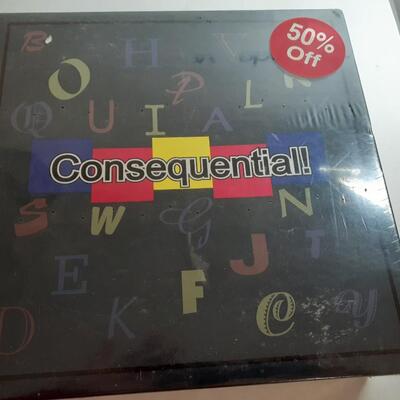 50%
Off
B H V
O P L
Q U I A
Consequential!
S W G N
E J T
D K F C Y